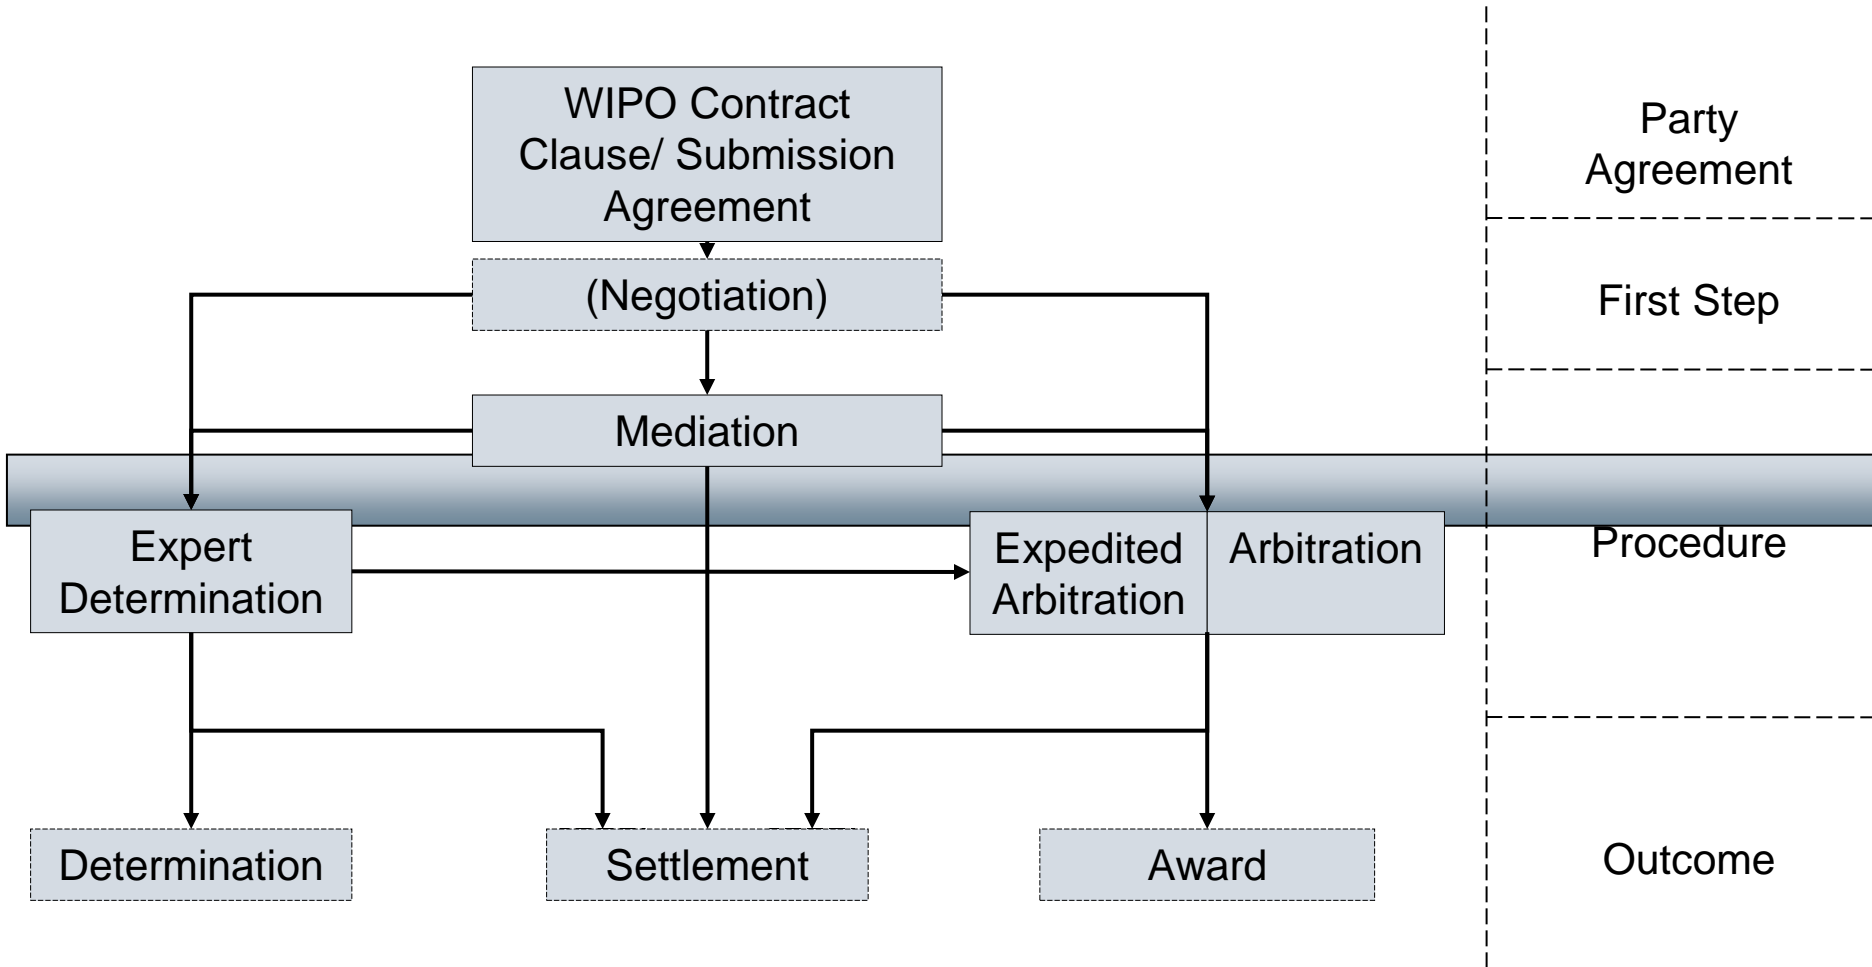 WIPO Contract
Clause/ Submission
Agreement
Party
Agreement
(Negotiation)
First Step
Mediation
Expert
Determination
Expedited
Arbitration
Arbitration
Procedure
Determination
Settlement
Award
Outcome